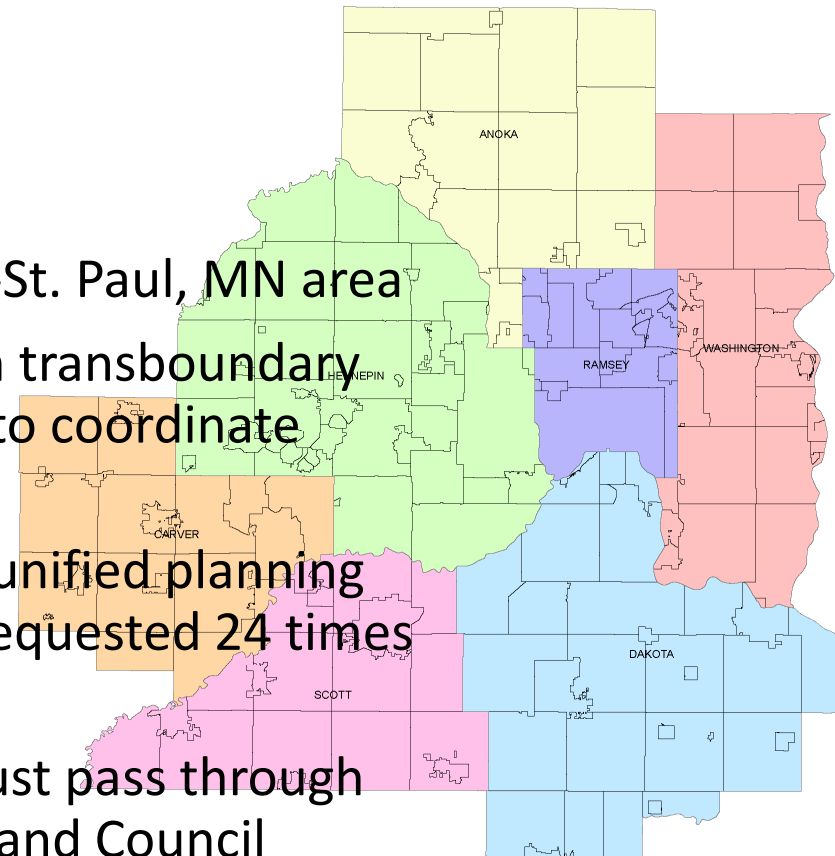 ANOKA
-St. Paul, MN area
transboundary
HENNEPIN
RAMSEY
WASHINGTON
to coordinate
CARVER
unified planning
equested 24 times
DAKOTA
SCOTT
ust pass through
and Council